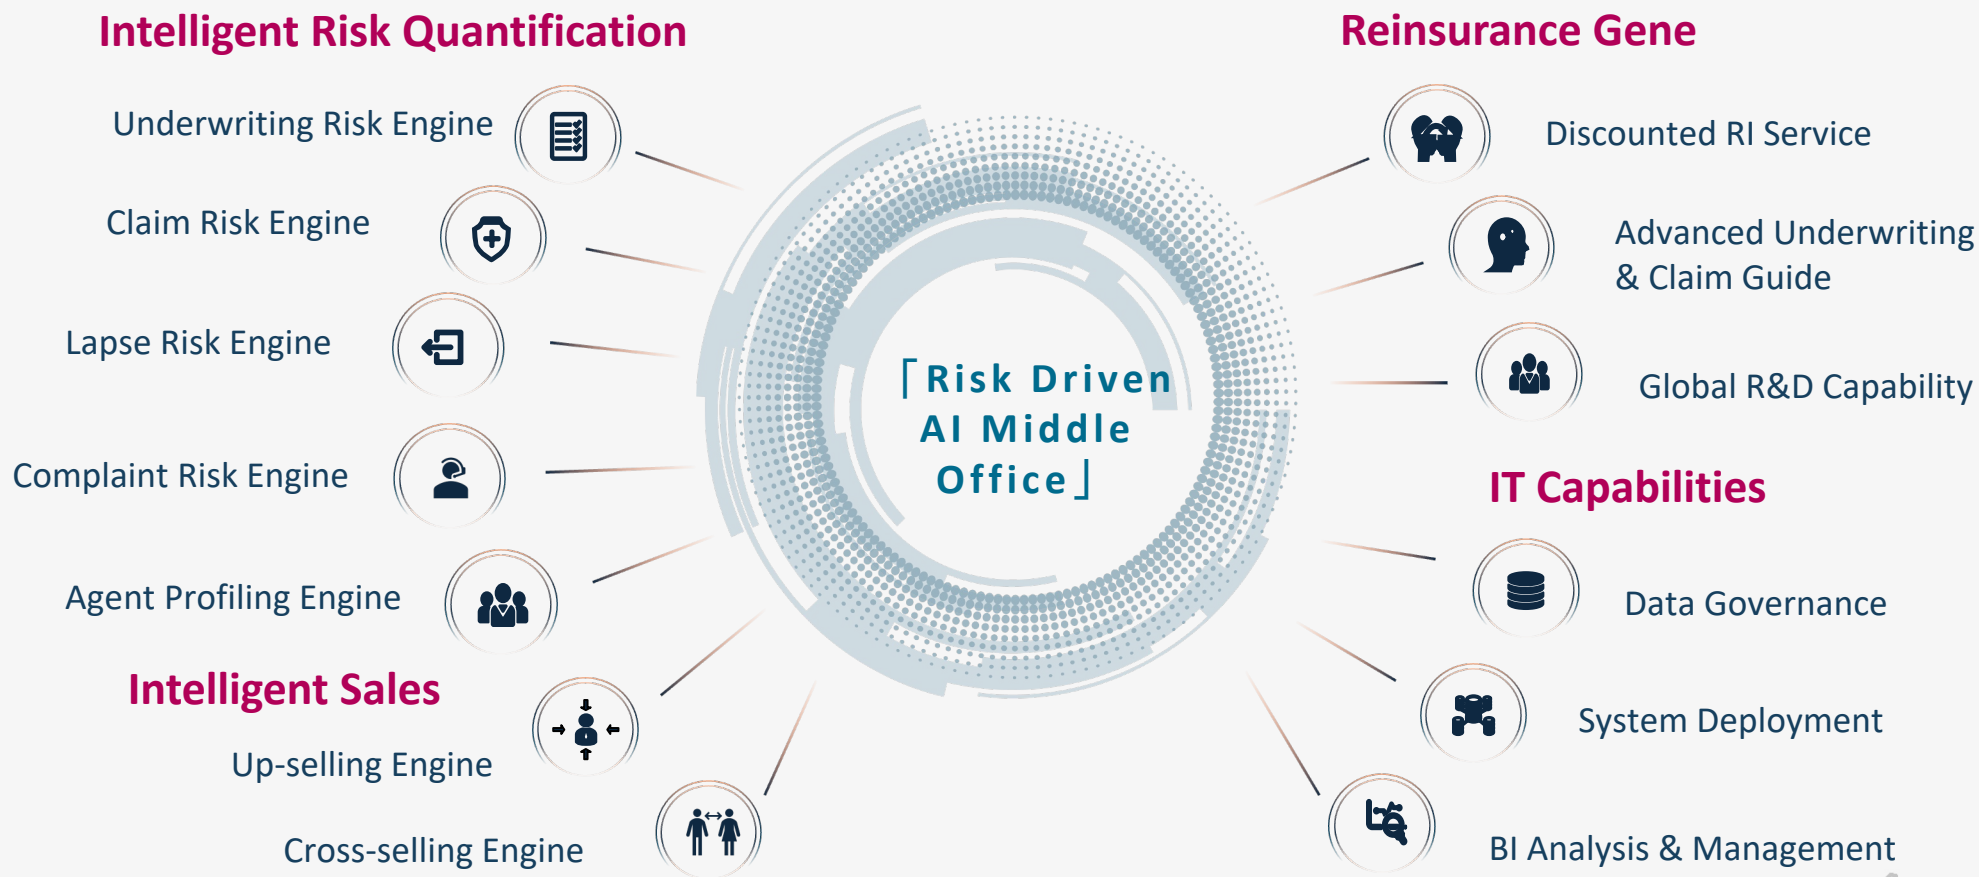 Intelligent Risk Quantification
Underwriting Risk Engine
Claim Risk Engine
Lapse Risk Engine
Complaint Risk Engine
Agent Profiling Engine
Intelligent Sales
Up-selling Engine
Cross-selling Engine
「Risk Driven
AI Middle
Office」
Reinsurance Gene
Discounted RI Service
Advanced Underwriting
& Claim Guide
Global R&D Capability
IT Capabilities
Data Governance
System Deployment
BI Analysis & Management